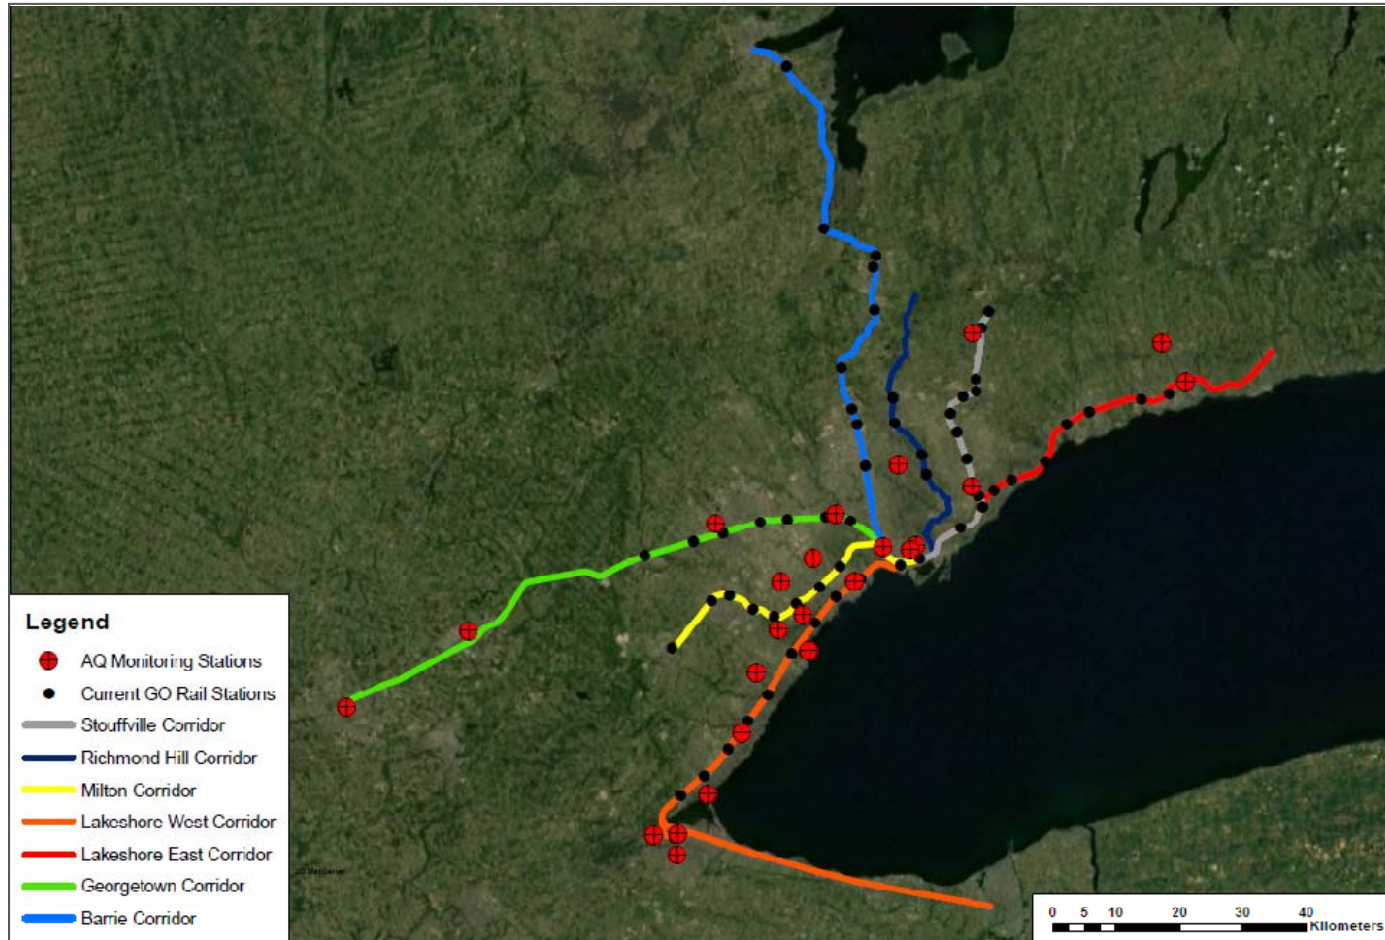 Legend
AQ Monitoring Stations
Current GO Rail Stations
Stouffville Corridor
Richmond Hill Corridor
Milton Corridor
Lakeshore West Corridor
Lakeshore East Corridor
Georgetown Corridor
Barrie Corridor
0 5 10 20 30 40
Kilometers